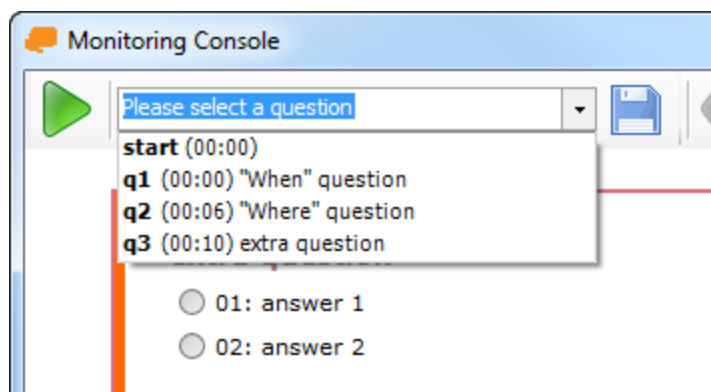 Monitoring Console
Please select a question
start (00:00)
q1 (00:00) "When" question
q2 (00:06) "Where" question
q3 (00:10) extra question
01: answer 1
02: answer 2